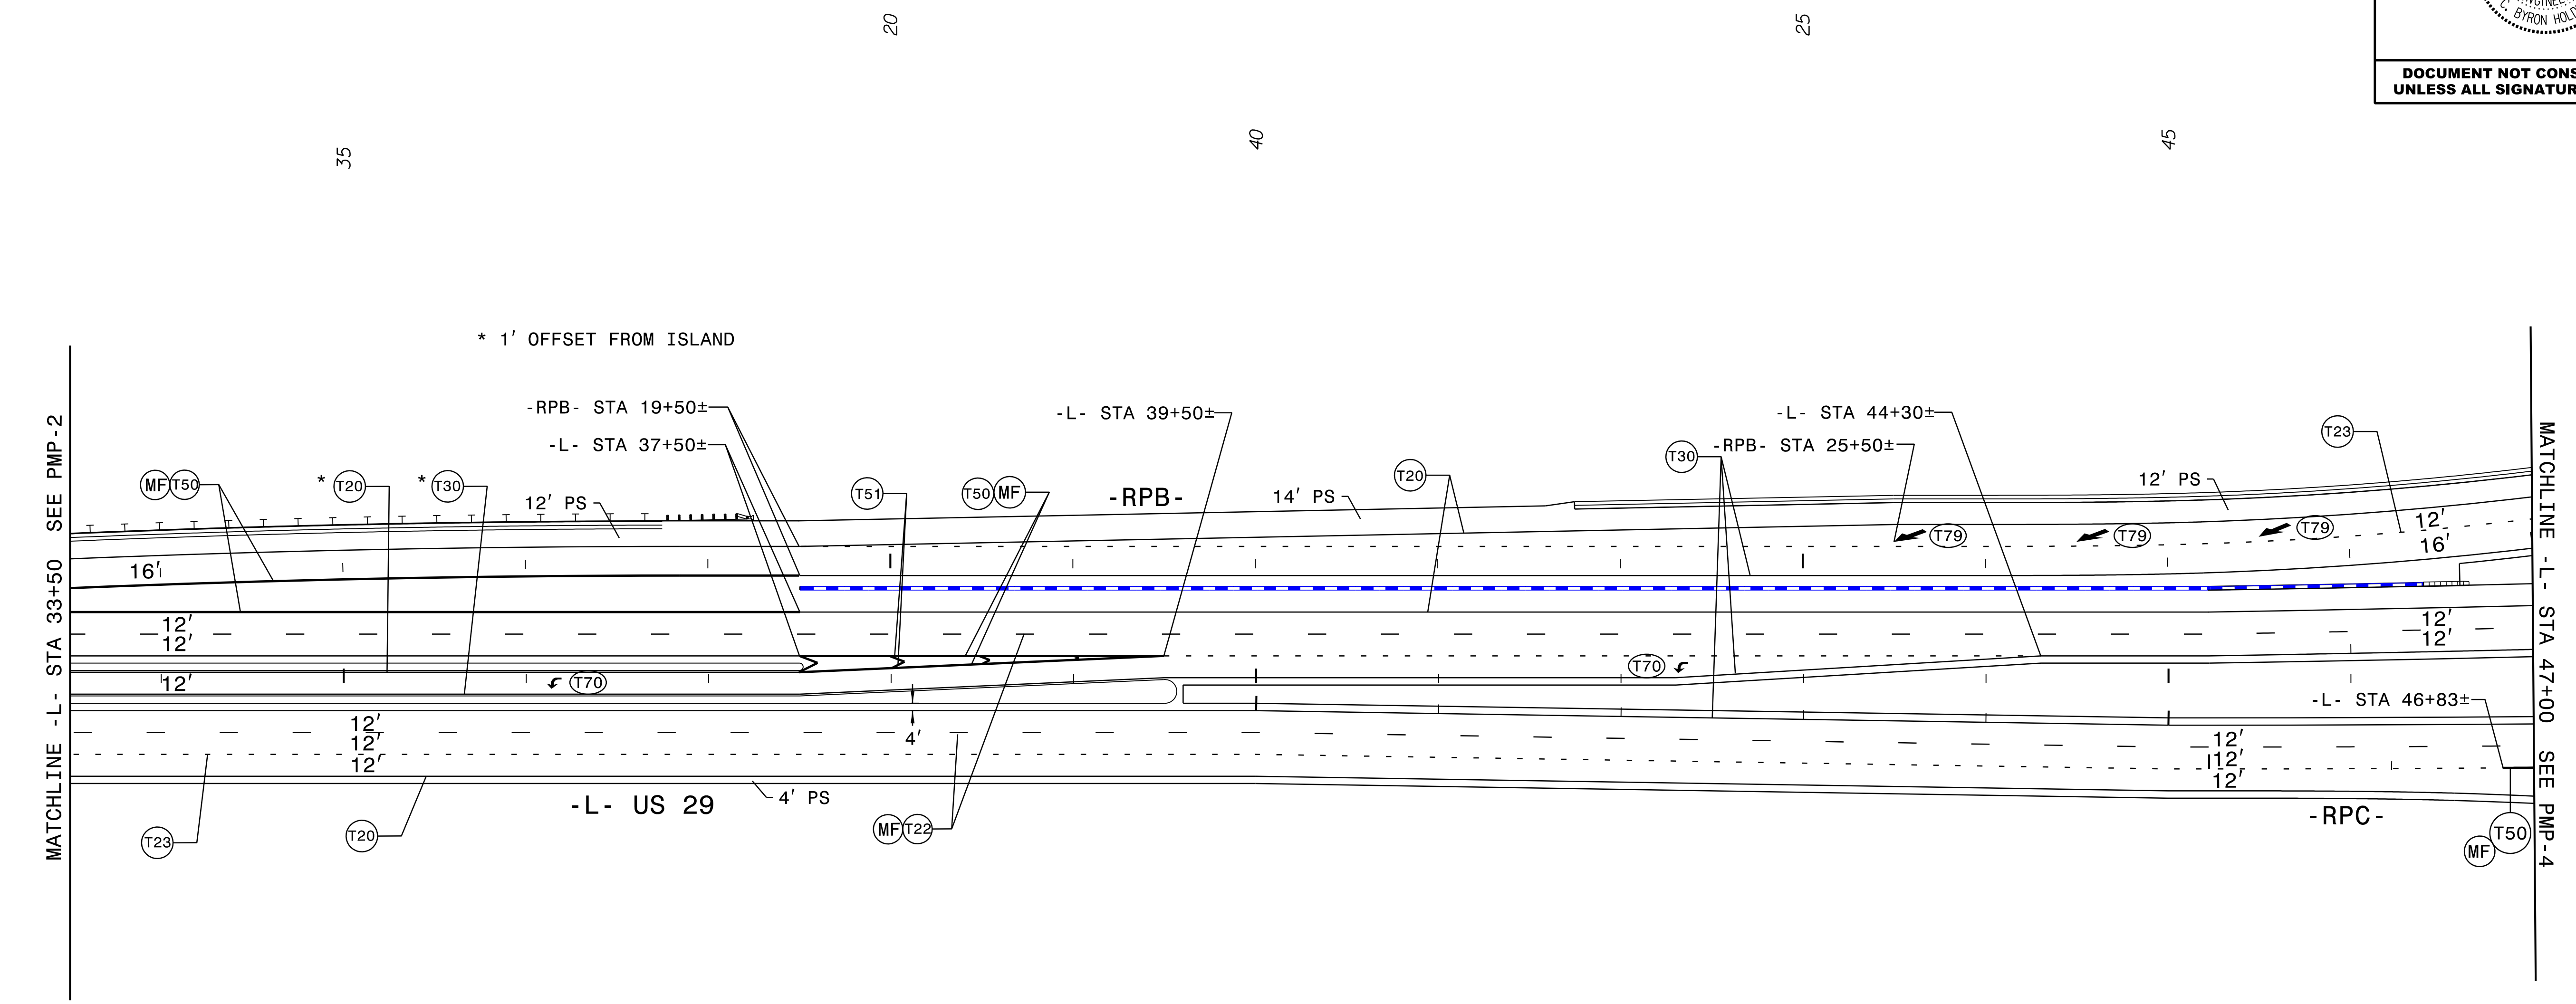 20
25
NGINEE
C. BYRON HOLD
DOCUMENT NOT CONS
UNLESS ALL SIGNATUR
35
40
45
* 1' OFFSET FROM ISLAND
-RPB- STA 19+50±
-L- STA 37+50±
-L- STA 39+50±
-L- STA 44+30±
-RPB- STA 25+50±
T23
MF T50
* T20
* T30
12' PS
T51
T50 MF
-RPB-
14' PS
T20
T30
12' PS
T79
T79
T79
12'
16'
16'
12'
12'
12'
12'
12'
T70
T70
-L- STA 46+83±
12'
12'
12'
4'
12'
12'
12'
4' PS
-L- US 29
-RPC-
T23
T20
MF T22
T50
MF
MATCHLINE -L- STA 33+50 SEE PMP-2
MATCHLINE -L- STA 47+00 SEE PMP-4